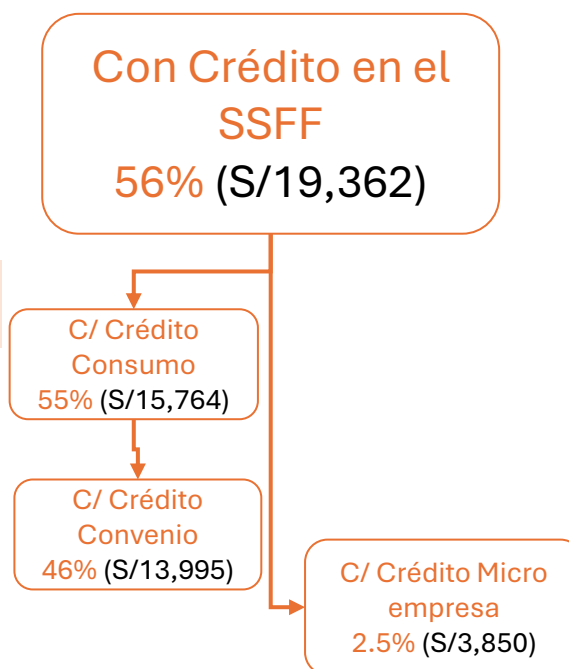 Con Crédito en el
SSFF
56% (S/19,362)
C/ Crédito
Consumo
55% (S/15,764)
C/ Crédito
Convenio
46% (S/13,995)
C/ Crédito Micro
empresa
2.5% (S/3,850)